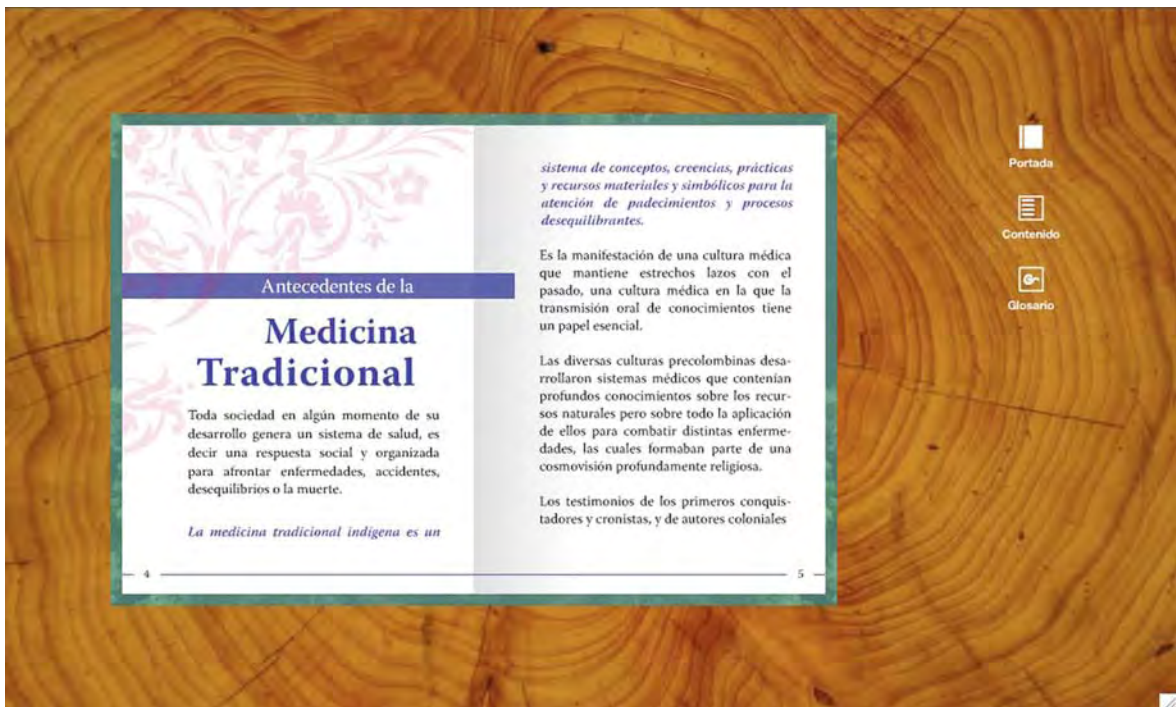 Antecedentes de la
Medicina
Tradicional
Toda sociedad en algún momento de su
desarrollo genera un sistema de salud, es
decir una respuesta social y organizada
para afrontar enfermedades, accidentes,
desequilibrios o la muerte.
La medicina tradicional indígena es un
4
sistema de conceptos, creencias, prácticas
y recursos materiales y simbólicos para la
atención de padecimientos y procesos
desequilibrantes.
Es la manifestación de una cultura médica
que mantiene estrechos lazos con el
pasado, una cultura médica en la que la
transmisión oral de conocimientos tiene
un papel esencial.
Las diversas culturas precolombinas desa-
rrollaron sistemas médicos que contenían
profundos conocimientos sobre los recur-
sos naturales pero sobre todo la aplicación
de ellos para combatir distintas enferme-
dades, las cuales formaban parte de una
cosmovisión profundamente religiosa.
Los testimonios de los primeros conquis-
tadores y cronistas, y de autores coloniales
5
Portada
Contenido
Glosario